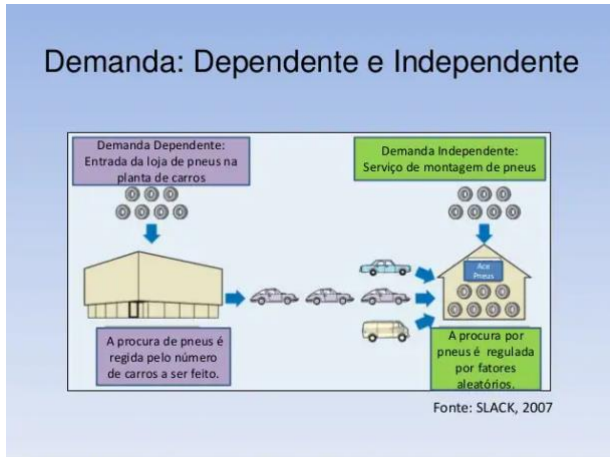 Demanda: Dependente e Independente
Demanda Dependente:
Entrada da loja de pneus na
planta de carros
Demanda Independente:
Serviço de montagem de pneus
Ace
Pneus
A procura de pneus é
regida pelo número
de carros a ser feito.
A procura por
pneus é regulada
por fatores
aleatórios.
Fonte: SLACK, 2007